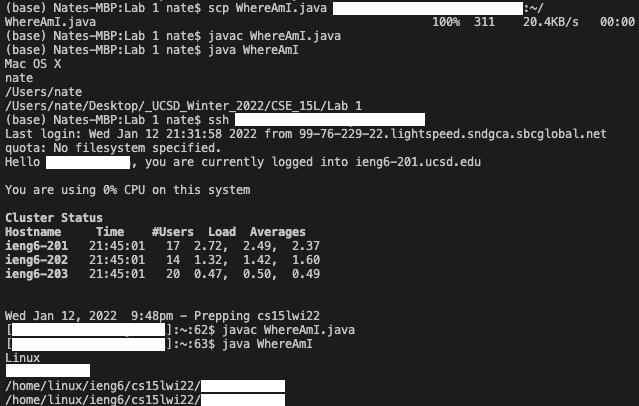 (base) Nates-MBP:Lab 1 nate$ scp WhereAmI.java :~/
WhereAmI.java 100% 311 20.4KB/s 00:00
(base) Nates-MBP:Lab 1 nate$ javac WhereAmI.java
(base) Nates-MBP:Lab 1 nate$ java WhereAmI
Mac OS X
nate
/Users/nate
/Users/nate/Desktop/_UCSD_Winter_2022/CSE_15L/Lab 1
(base) Nates-MBP:Lab 1 nate$ ssh
Last login: Wed Jan 12 21:31:58 2022 from 99-76-229-22.lightspeed.sndgca.sbcglobal.net
quota: No filesystem specified.
Hello , you are currently logged into ieng6-201.ucsd.edu
You are using 0% CPU on this system
Cluster Status
Hostname Time #Users Load Averages
ieng6-201 21:45:01 17 2.72, 2.49, 2.37
ieng6-202 21:45:01 14 1.32, 1.42, 1.60
ieng6-203 21:45:01 20 0.47, 0.50, 0.49
Wed Jan 12, 2022 9:48pm - Prepping cs15lwi22
[ ]:~:62$ javac WhereAmI.java
[ ]:~:63$ java WhereAmI
Linux
/home/linux/ieng6/cs15lwi22/
/home/linux/ieng6/cs15lwi22/